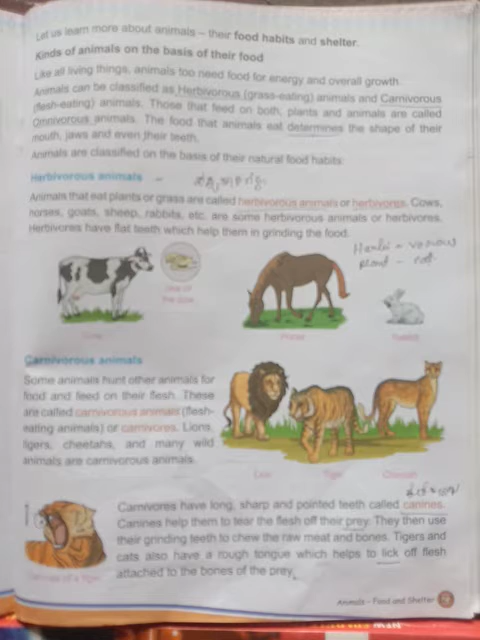 Let us learn more about animals – their food habits and shelter.
Kinds of animals on the basis of their food
Like all living things, animals too need food for energy and overall growth.
Animals can be classified as Herbivorous (grass-eating) animals and Carnivorous
(flesh-eating) animals. Those that feed on both, plants and animals are called
Omnivorous animals. The food that animals eat determines the shape of their
mouth, jaws and even their teeth.
Animals are classified on the basis of their natural food habits:
Herbivorous animals –
Animals that eat plants or grass are called herbivorous animals or herbivores. Cows,
horses, goats, sheep, rabbits, etc. are some herbivorous animals or herbivores.
Herbivores have flat teeth which help them in grinding the food.
plant – eat
Cow
Horse
Rabbit
Carnivorous animals
Some animals hunt other animals for
food and feed on their flesh. These
are called carnivorous animals (flesh-
eating animals) or carnivores. Lions,
tigers, cheetahs, and many wild
animals are carnivorous animals.
Lion
Tiger
Cheetah
Carnivores have long, sharp and pointed teeth called canines.
Canines help them to tear the flesh off their prey. They then use
their grinding teeth to chew the raw meat and bones. Tigers and
cats also have a rough tongue which helps to lick off flesh
attached to the bones of the prey.
Canines of a tiger
Animals – Food and Shelter